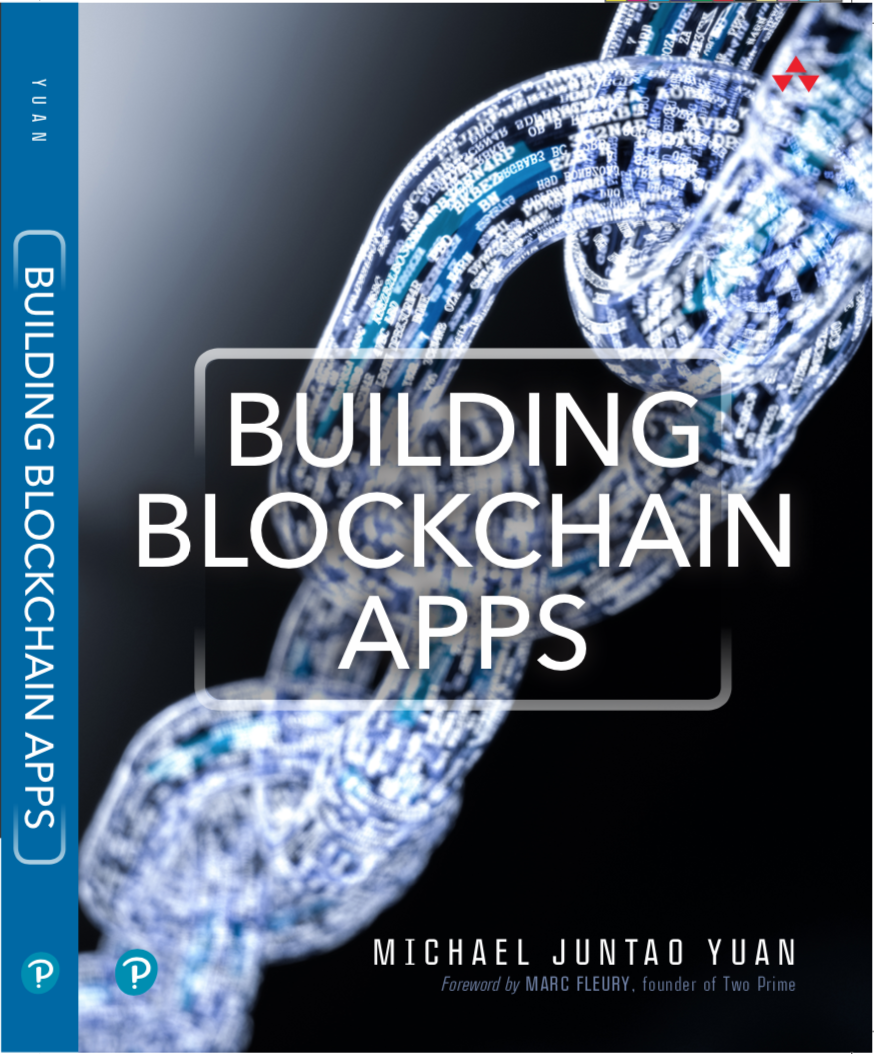 YUAN
BUILDING BLOCKCHAIN APPS
BUILDING
BLOCKCHAIN
APPS
MICHAEL JUNTAO YUAN
Foreword by MARC FLEURY, founder of Two Prime